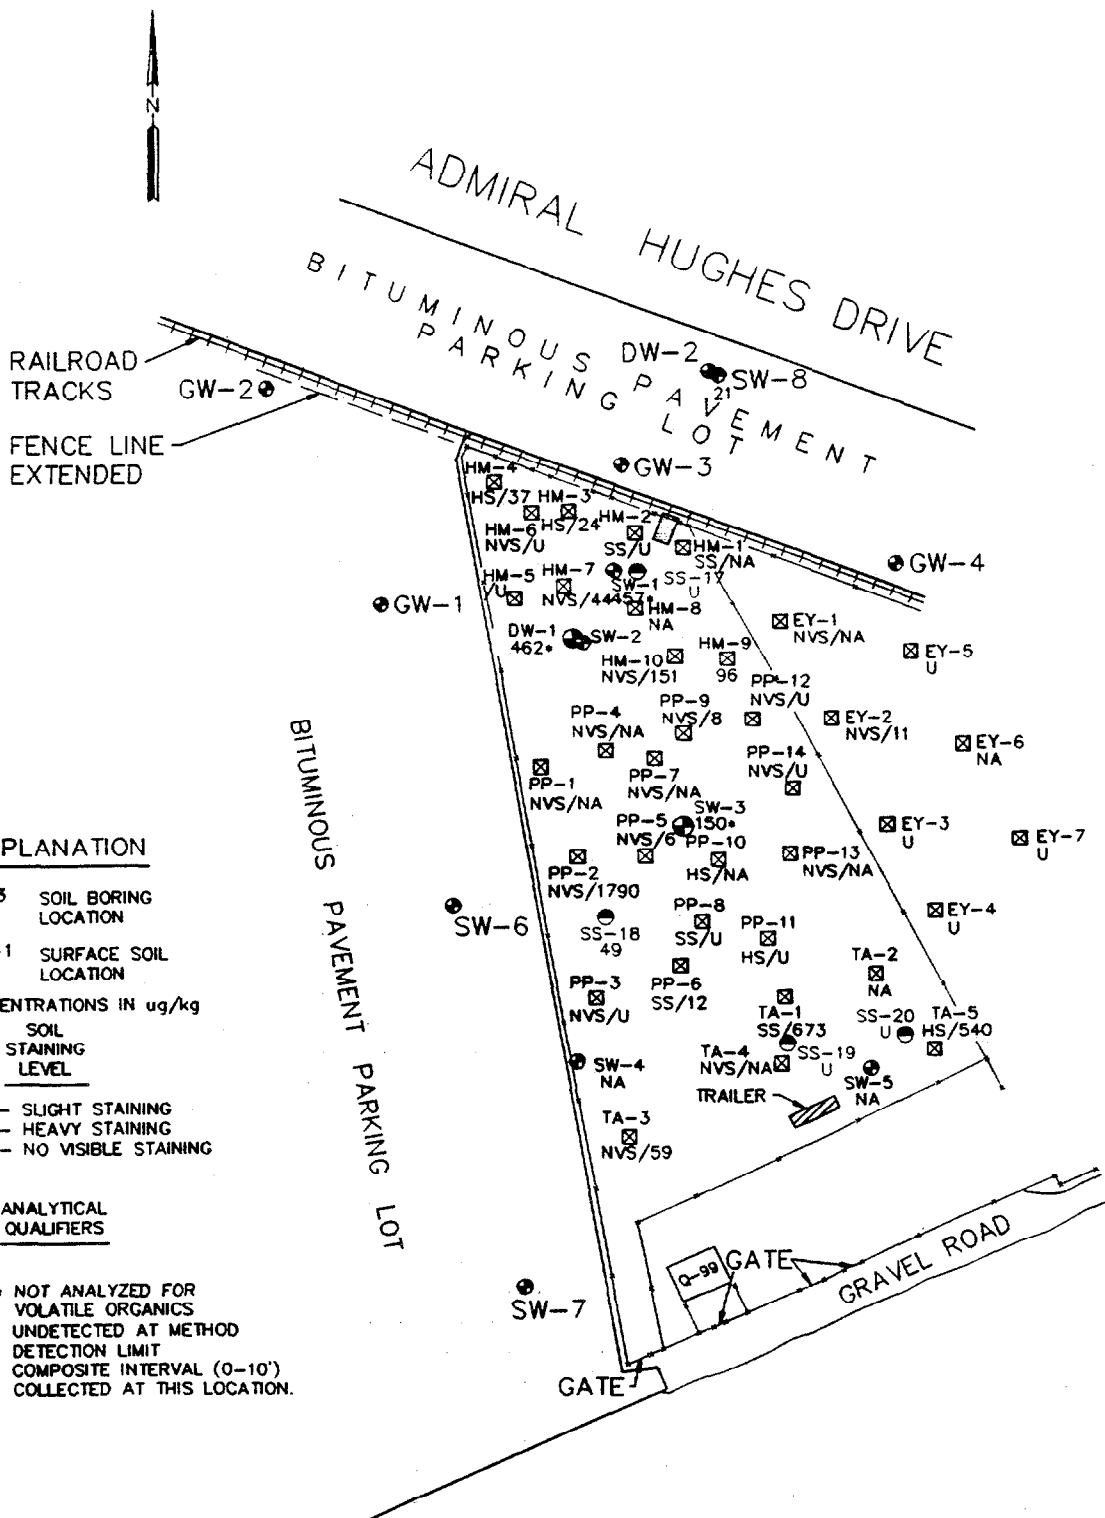 N
ADMIRAL HUGHES DRIVE
BITUMINOUS PAVEMENT
PARKING LOT
RAILROAD
TRACKS
FENCE LINE
EXTENDED
GW-2
DW-2
SW-8
21
GW-3
GW-4
GW-1
HM-4
HS/37
HM-3
HS/24
HM-6
NVS/U
HM-2
SS/U
HM-1
SS/NA
HM-5
/U
HM-7
NVS/44
SW-1
457*
SS-17
U
HM-8
NA
DW-1
462*
SW-2
HM-10
NVS/151
HM-9
96
EY-1
NVS/NA
EY-5
U
PP-12
NVS/U
PP-9
NVS/8
PP-4
NVS/NA
EY-2
NVS/11
EY-6
NA
PP-14
NVS/U
PP-7
NVS/NA
PP-1
NVS/NA
SW-3
150*
PP-5
NVS/6
PP-10
HS/NA
EY-3
U
EY-7
U
PP-13
NVS/NA
PP-2
NVS/1790
BITUMINOUS PAVEMENT PARKING LOT
SW-6
SS-18
49
PP-8
SS/U
PP-11
HS/U
EY-4
U
PP-6
SS/12
PP-3
NVS/U
TA-2
NA
TA-1
SS/673
SS-20
U
TA-5
HS/540
SS-19
U
TA-4
NVS/NA
SW-4
NA
SW-5
NA
TRAILER
TA-3
NVS/59
SW-7
Q-99
GATE
GRAVEL ROAD
GATE
PLANATION
3 SOIL BORING
LOCATION
-1 SURFACE SOIL
LOCATION
ENTRATIONS IN ug/kg
SOIL
STAINING
LEVEL
- SLIGHT STAINING
- HEAVY STAINING
- NO VISIBLE STAINING
ANALYTICAL
QUALIFIERS
NOT ANALYZED FOR
VOLATILE ORGANICS
UNDETECTED AT METHOD
DETECTION LIMIT
COMPOSITE INTERVAL (0-10')
COLLECTED AT THIS LOCATION.